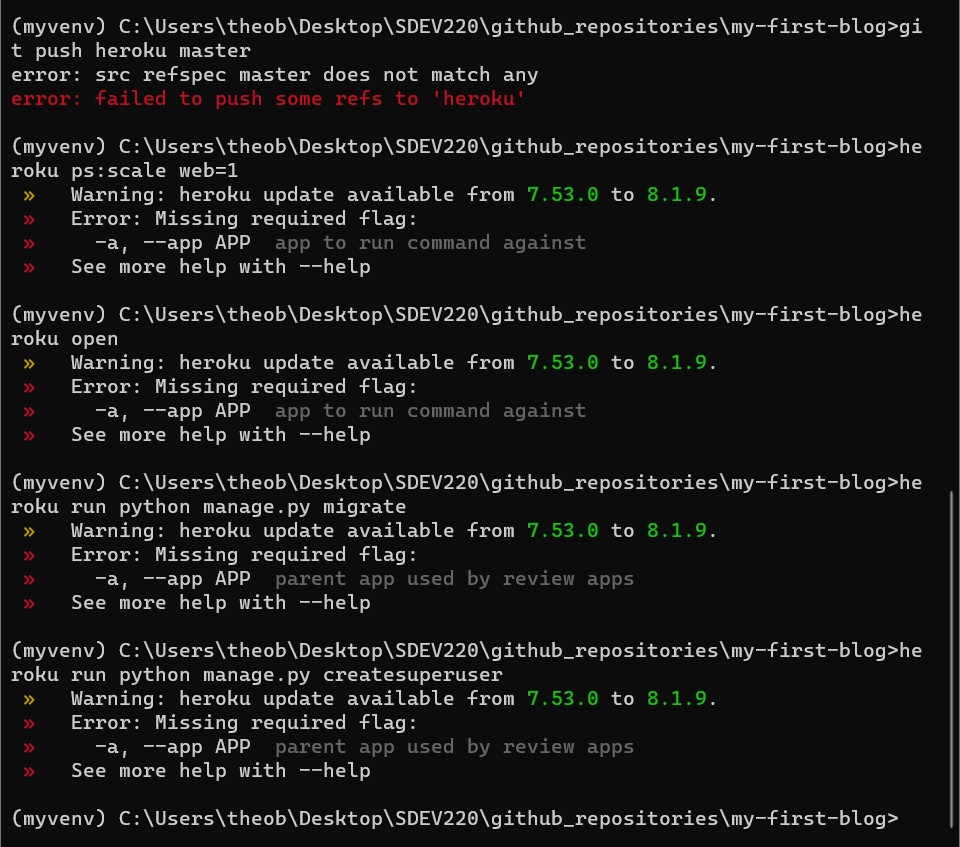 (myvenv) C:\Users\theob\Desktop\SDEV220\github_repositories\my-first-blog>gi
t push heroku master
error: src refspec master does not match any
error: failed to push some refs to 'heroku'
(myvenv) C:\Users\theob\Desktop\SDEV220\github_repositories\my-first-blog>he
roku ps:scale web=1
» Warning: heroku update available from 7.53.0 to 8.1.9.
» Error: Missing required flag:
» -a, --app APP app to run command against
» See more help with --help
(myvenv) C:\Users\theob\Desktop\SDEV220\github_repositories\my-first-blog>he
roku open
» Warning: heroku update available from 7.53.0 to 8.1.9.
» Error: Missing required flag:
» -a, --app APP app to run command against
» See more help with --help
(myvenv) C:\Users\theob\Desktop\SDEV220\github_repositories\my-first-blog>he
roku run python manage.py migrate
» Warning: heroku update available from 7.53.0 to 8.1.9.
» Error: Missing required flag:
» -a, --app APP parent app used by review apps
» See more help with --help
(myvenv) C:\Users\theob\Desktop\SDEV220\github_repositories\my-first-blog>he
roku run python manage.py createsuperuser
» Warning: heroku update available from 7.53.0 to 8.1.9.
» Error: Missing required flag:
» -a, --app APP parent app used by review apps
» See more help with --help
(myvenv) C:\Users\theob\Desktop\SDEV220\github_repositories\my-first-blog>